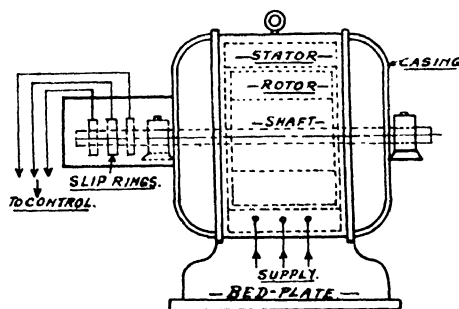 STATOR
CASING
ROTOR
SHAFT
SLIP RINGS.
TO CONTROL.
SUPPLY.
BED-PLATE.